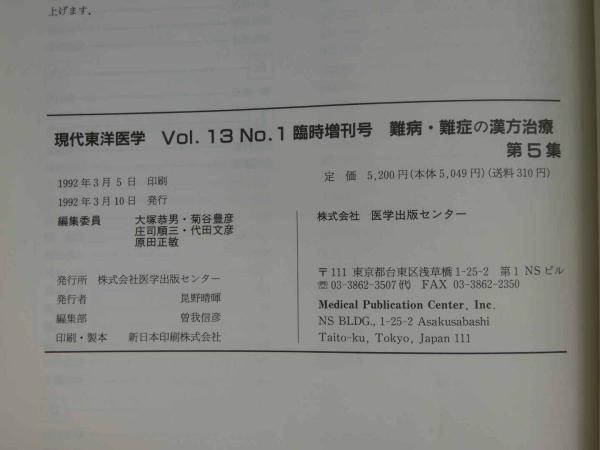 上げます.
現代東洋医学 Vol. 13 No. 1 臨時増刊号 難病・難症の漢方治療
第5集
1992年3月5日 印刷
定 価 5,200円(本体5,049円)(送料310円)
1992年3月10日 発行
編集委員 大塚恭男・菊谷豊彦
庄司順三・代田文彦
原田正敏
株式会社 医学出版センター
発行所 株式会社医学出版センター
発行者 昆野晴暉
編集部 曽我信彦
印刷・製本 新日本印刷株式会社
〒111 東京都台東区浅草橋1-25-2 第1NSビル
☎03-3862-3507㈹ FAX 03-3862-2350
Medical Publication Center, Inc.
NS BLDG., 1-25-2 Asakusabashi
Taito-ku, Tokyo, Japan 111